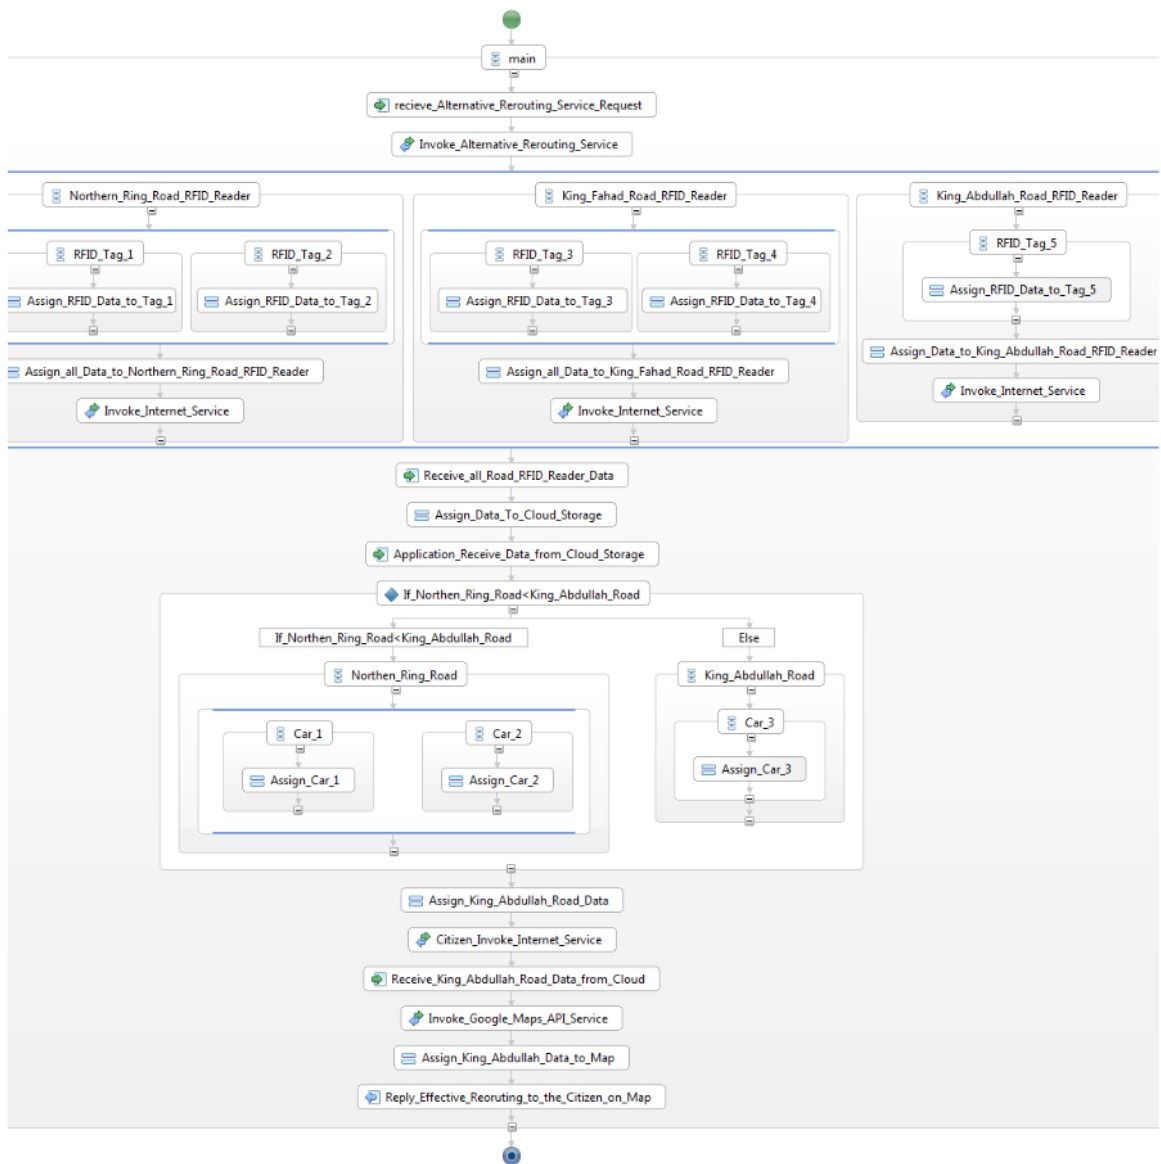 main
recieve_Alternative_Rerouting_Service_Request
Invoke_Alternative_Rerouting_Service
Northern_Ring_Road_RFID_Reader
King_Fahad_Road_RFID_Reader
King_Abdullah_Road_RFID_Reader
RFID_Tag_1
RFID_Tag_2
RFID_Tag_3
RFID_Tag_4
RFID_Tag_5
Assign_RFID_Data_to_Tag_1
Assign_RFID_Data_to_Tag_2
Assign_RFID_Data_to_Tag_3
Assign_RFID_Data_to_Tag_4
Assign_RFID_Data_to_Tag_5
Assign_all_Data_to_Northern_Ring_Road_RFID_Reader
Assign_all_Data_to_King_Fahad_Road_RFID_Reader
Assign_Data_to_King_Abdullah_Road_RFID_Reader
Invoke_Internet_Service
Invoke_Internet_Service
Invoke_Internet_Service
Receive_all_Road_RFID_Reader_Data
Assign_Data_To_Cloud_Storage
Application_Receive_Data_from_Cloud_Storage
If_Northen_Ring_Road<King_Abdullah_Road
If_Northen_Ring_Road<King_Abdullah_Road
Else
Northen_Ring_Road
King_Abdullah_Road
Car_1
Car_2
Car_3
Assign_Car_1
Assign_Car_2
Assign_Car_3
Assign_King_Abdullah_Road_Data
Citizen_Invoke_Internet_Service
Receive_King_Abdullah_Road_Data_from_Cloud
Invoke_Google_Maps_API_Service
Assign_King_Abdullah_Data_to_Map
Reply_Effective_Reoruting_to_the_Citizen_on_Map